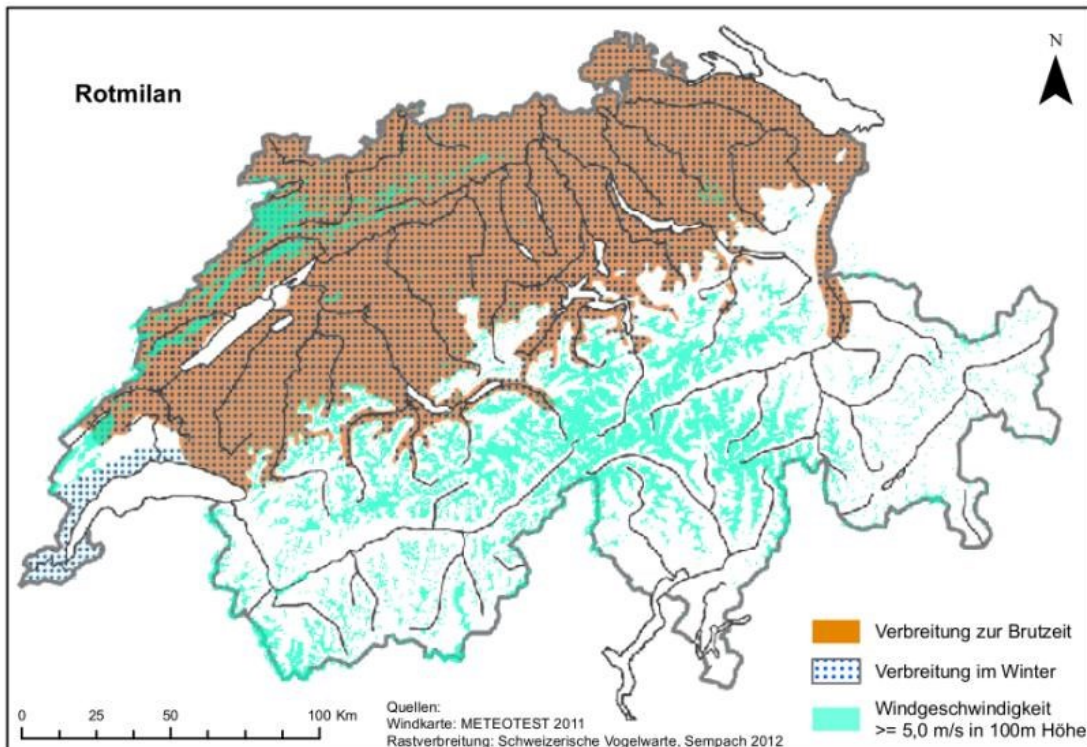 Rotmilan
N
Verbreitung zur Brutzeit
Verbreitung im Winter
Windgeschwindigkeit
>= 5,0 m/s in 100m Höhe
0 25 50 100 Km
Quellen:
Windkarte: METEOTEST 2011
Rastverbreitung: Schweizerische Vogelwarte, Sempach 2012